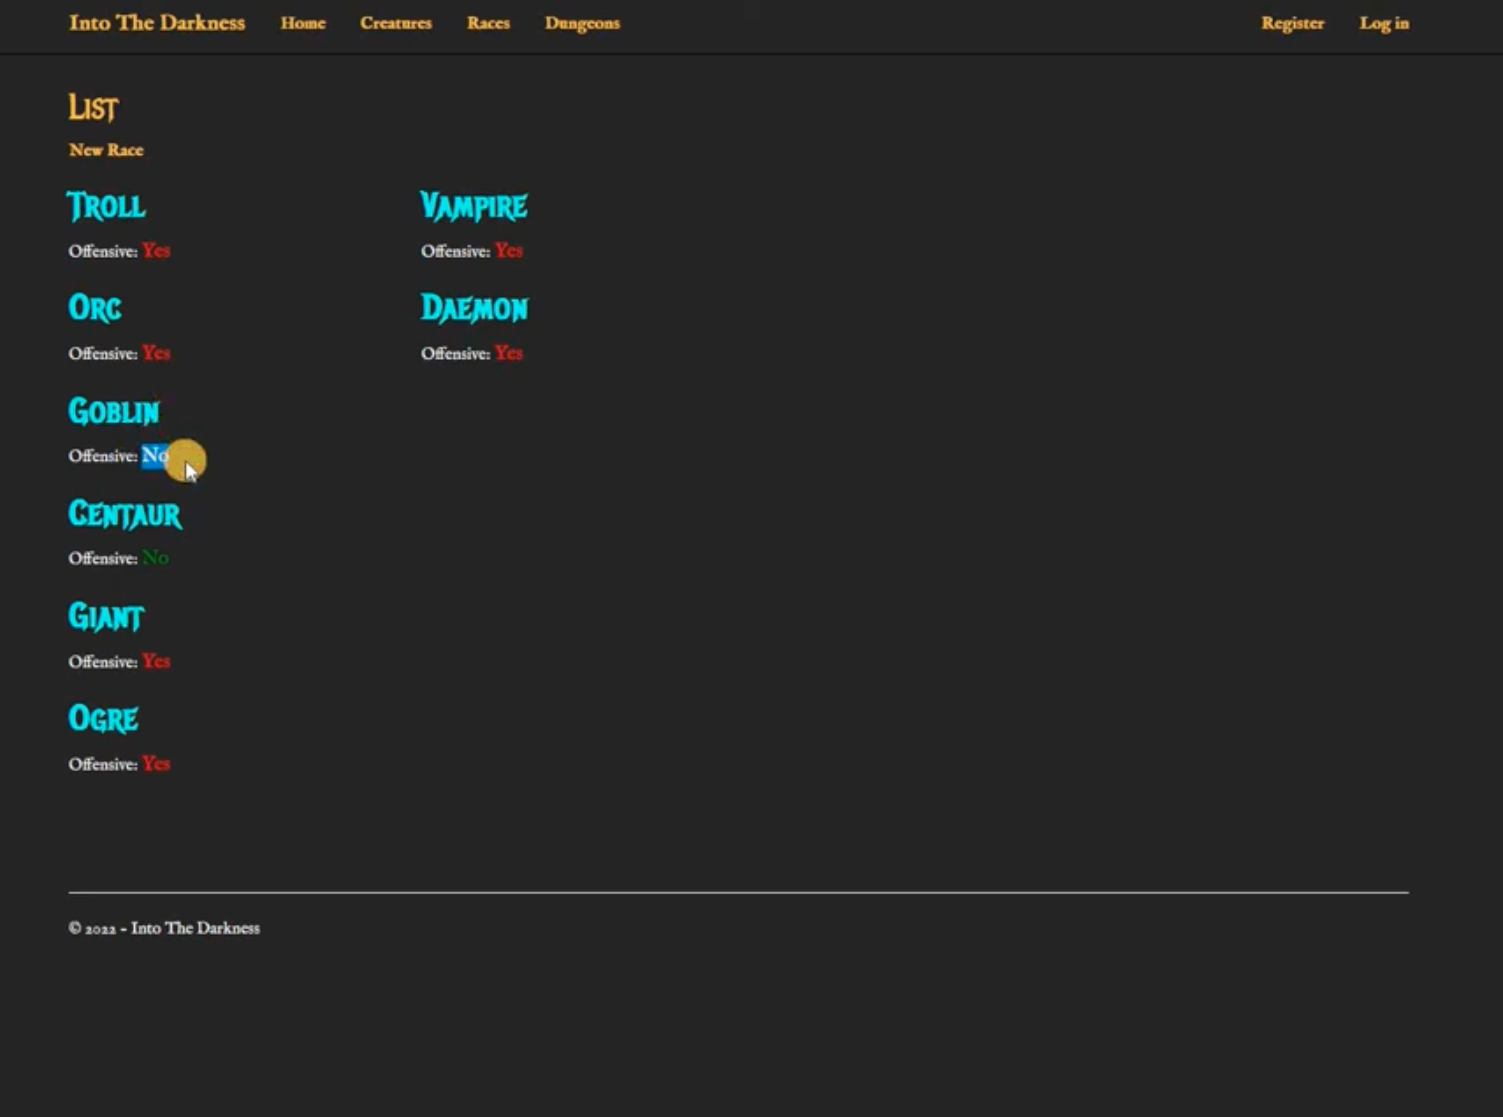 Into The Darkness Home Creatures Races Dungeons Register Log in
List
New Race
Troll
Offensive: Yes
Orc
Offensive: Yes
Goblin
Offensive: No
Centaur
Offensive: No
Giant
Offensive: Yes
Ogre
Offensive: Yes
Vampire
Offensive: Yes
Daemon
Offensive: Yes
© 2022 - Into The Darkness